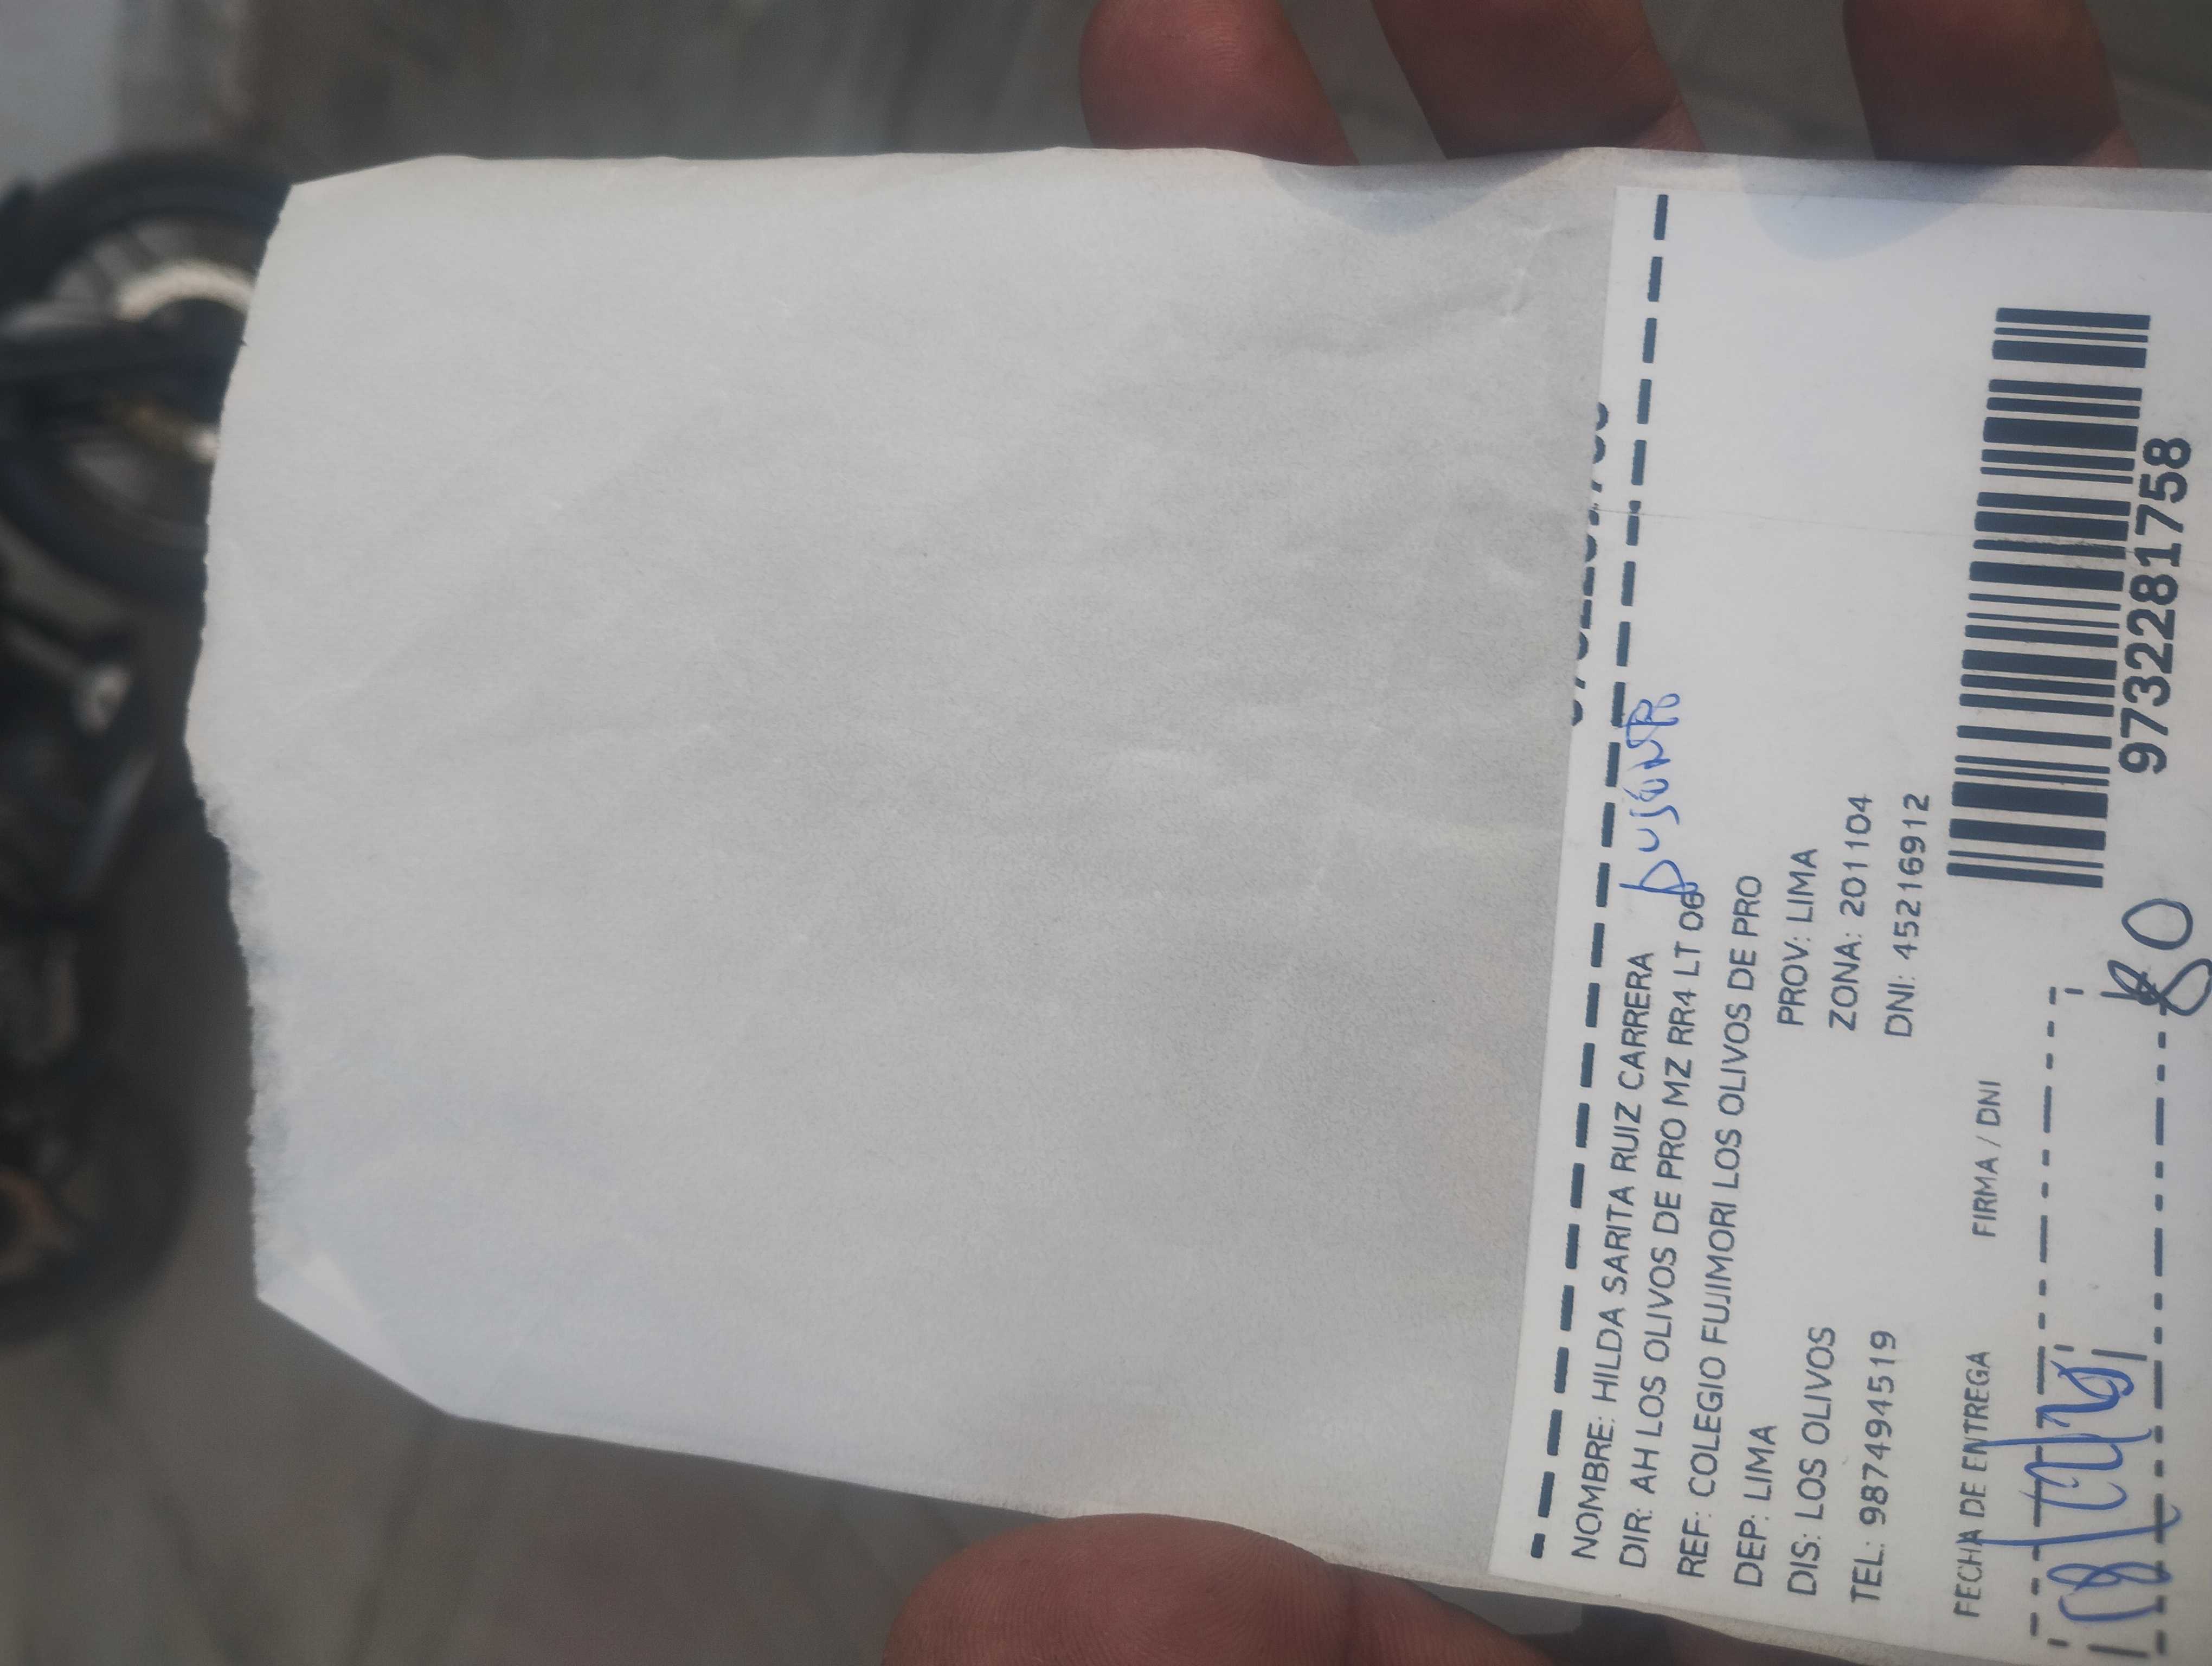 NOMBRE: HILDA SARITA RUIZ CARRERA
DIR: AH LOS OLIVOS DE PRO MZ RR4 LT 06
REF: COLEGIO FUJIMORI LOS OLIVOS DE PRO
DEP: LIMA PROV: LIMA
DIS: LOS OLIVOS ZONA: 201104
TEL: 987494519 DNI: 45216912
FECHA DE ENTREGA FIRMA / DNI
9732281758
80